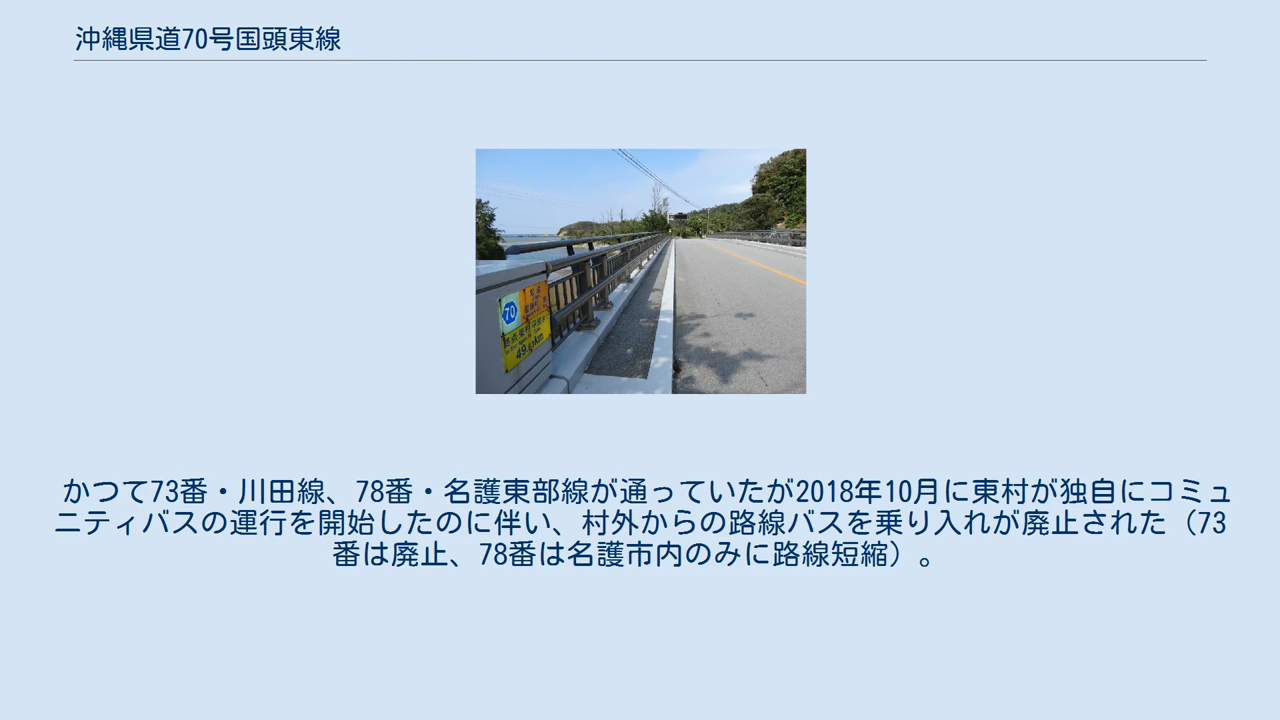 沖縄県道70号国頭東線
70
49
km
かつて73番・川田線、78番・名護東部線が通っていたが2018年10月に東村が独自にコミュ
ニティバスの運行を開始したのに伴い、村外からの路線バスを乗り入れが廃止された（73
番は廃止、78番は名護市内のみに路線短縮）。